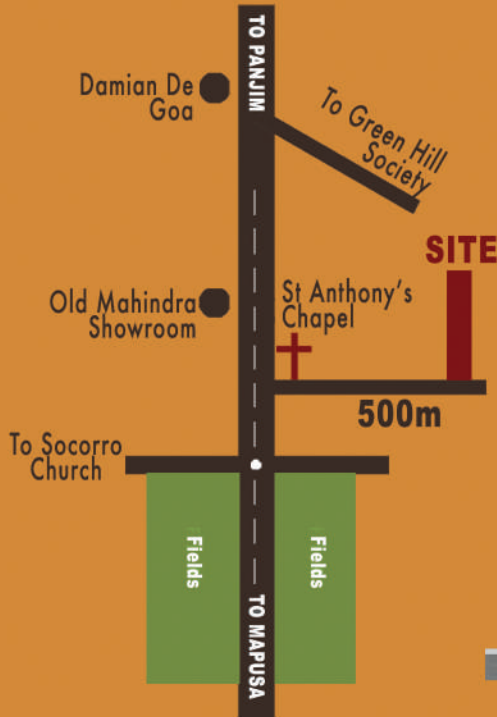 TO PANJIM
Damian De
Goa
To Green Hill
Society
SITE
Old Mahindra
Showroom
St Anthony's
Chapel
500m
To Socorro
Church
Fields
Fields
TO MAPUSA